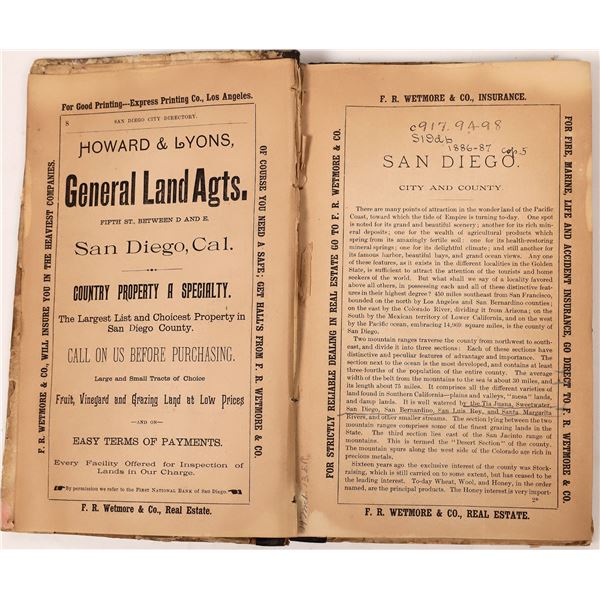 For Good Printing---Express Printing Co., Los Angeles.
8 SAN DIEGO CITY DIRECTORY.
HOWARD & LYONS,
General Land Agts.
FIFTH ST., BETWEEN D AND E,
San Diego, Cal.
COUNTRY PROPERTY A SPECIALTY.
The Largest List and Choicest Property in
San Diego County.
CALL ON US BEFORE PURCHASING.
Large and Small Tracts of Choice
Fruit, Vineyard and Grazing Land at Low Prices
—AND ON—
EASY TERMS OF PAYMENTS.
Every Facility Offered for Inspection of
Lands in Our Charge.
By permission we refer to the FIRST NATIONAL BANK of San Diego.
F. R. Wetmore & Co., Real Estate.
F. R. WETMORE & CO., WILL INSURE YOU IN THE HEAVIEST COMPANIES.
OF COURSE YOU NEED A SAFE; GET HALL'S FROM F. R. WETMORE & CO.
F. R. WETMORE & CO., INSURANCE.
c917.9498
S19db
1886-87 cop.5
SAN DIEGO.
CITY AND COUNTY
There are many points of attraction in the wonder land of the Pacific
Coast, toward which the tide of Empire is turning to-day. One spot
is noted for its grand and beautiful scenery; another for its rich min-
eral deposits; one for the wealth of agricultural products which
spring from its amazingly fertile soil; one for its health-restoring
mineral springs; one for its delightful climate; and still another for
its famous harbor, beautiful bays, and grand ocean views. Any one
of these features, as it exists in the different localities in the Golden
State, is sufficient to attract the attention of the tourists and home
seekers of the world. But what shall we say of a locality favored
above all others, in possessing each and all of these distinctive feat-
ures in their highest degree? 450 miles southeast from San Francisco,
bounded on the north by Los Angeles and San Bernardino counties;
on the east by the Colorado River, dividing it from Arizona; on the
South by the Mexican territory of Lower California, and on the west
by the Pacific ocean, embracing 14,969 square miles, is the county of
San Diego.
Two mountain ranges traverse the county from northwest to south-
east, and divide it into three sections; Each of these sections have
distinctive and peculiar features of advantage and importance. The
section next to the ocean is the most developed, and contains at least
three-fourths of the population of the entire county. The average
width of the belt from the mountains to the sea is about 30 miles, and
its length about 75 miles. It comprises all the different varieties of
land found in Southern California—plains and valleys, "mesa" lands,
and damp lands. It is well watered by the Tia Juana, Sweetwater,
San Diego, San Bernardino, San Luis Rey, and Santa Margarita
Rivers, and other smaller streams. The section lying between the two
mountain ranges comprises some of the finest grazing lands in the
State. The third section lies east of the San Jacinto range of
mountains. This is termed the "Desert Section" of the county. The
mountain spurs along the west side of the Colorado are rich in
precious metals.
Sixteen years ago the exclusive interest of the county was Stock-
raising, which is still carried on to some extent, but has ceased to be
the leading interest. To-day Wheat, Wool, and Honey, in the order
named, are the principal products. The Honey interest is very import-
2*
F. R. WETMORE & CO., REAL ESTATE.
FOR STRICTLY RELIABLE DEALING IN REAL ESTATE GO TO F. R. WETMORE & CO.
FOR FIRE, MARINE, LIFE AND ACCIDENT INSURANCE, GO DIRECT TO F. R. WETMORE & CO.